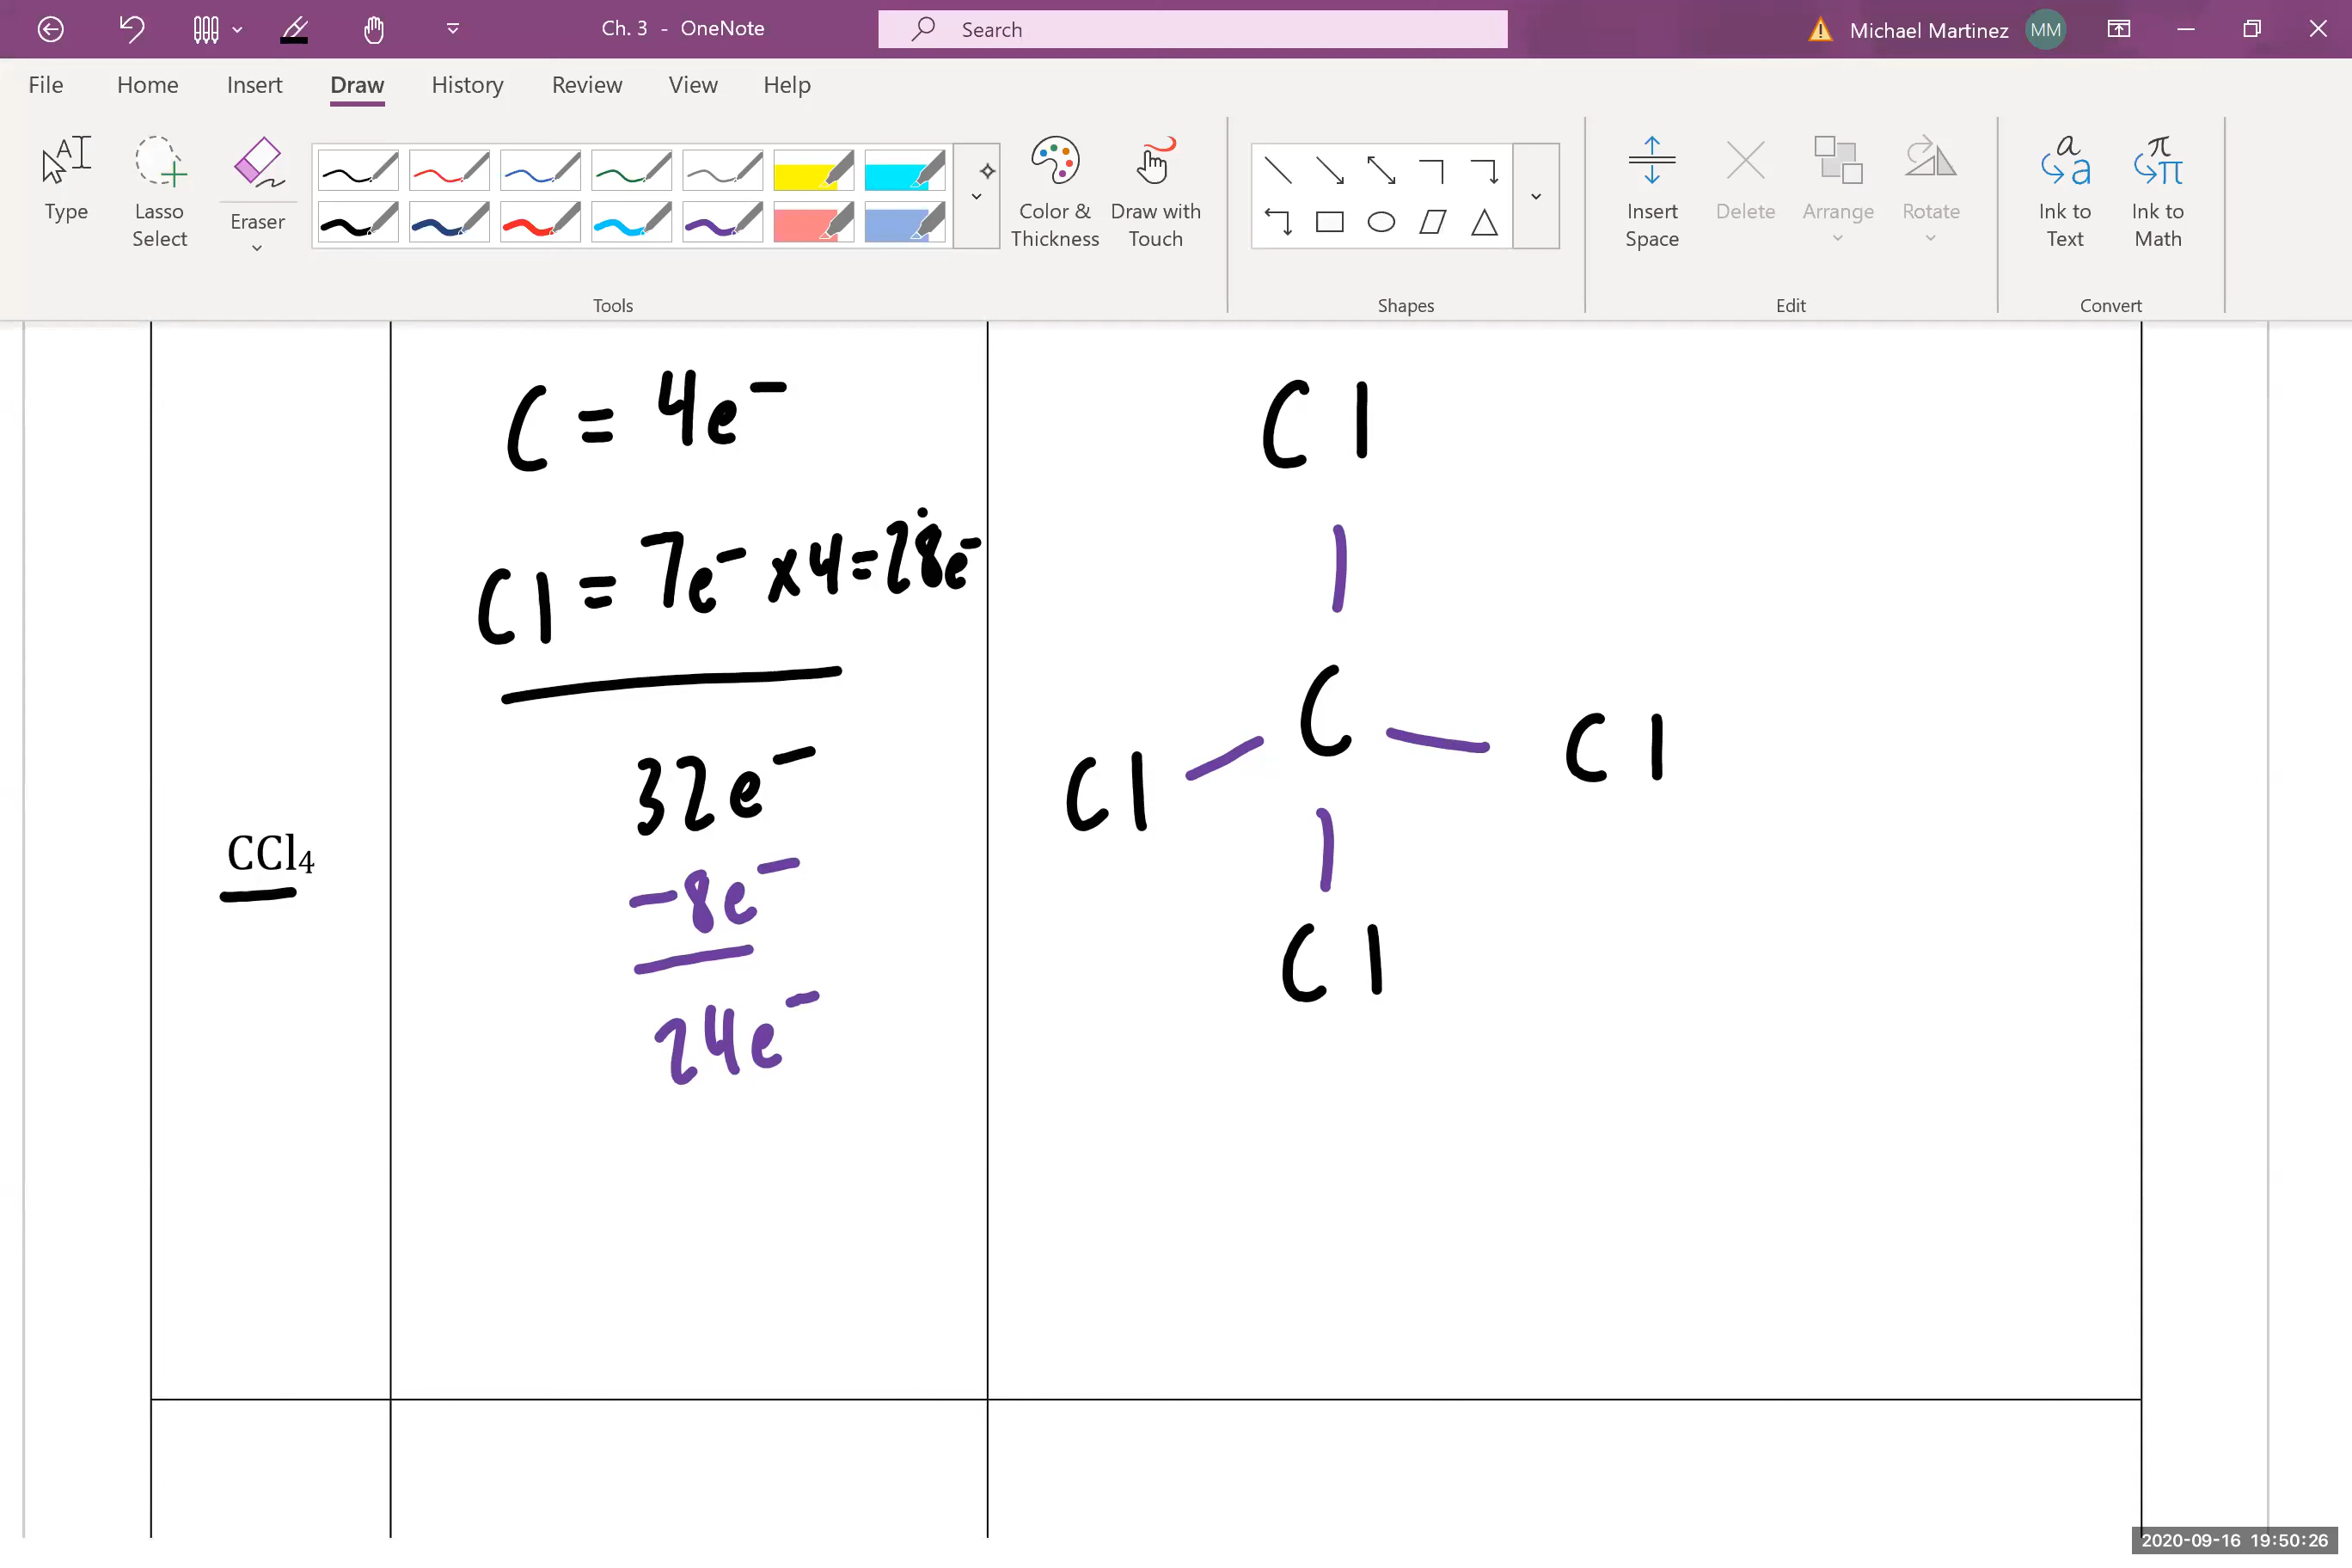 Ch. 3 - OneNote
Search
Michael Martinez
MM
File Home Insert Draw History Review View Help
Type
Lasso Select
Eraser
Color & Thickness
Draw with Touch
Insert Space
Delete
Arrange
Rotate
Ink to Text
Ink to Math
Tools
Shapes
Edit
Convert
CCl₄
C = 4e⁻
Cl = 7e⁻ x4=28e⁻
32e⁻
-8e⁻
24e⁻
Cl
Cl - C - Cl
Cl
2020-09-16 19:50:26